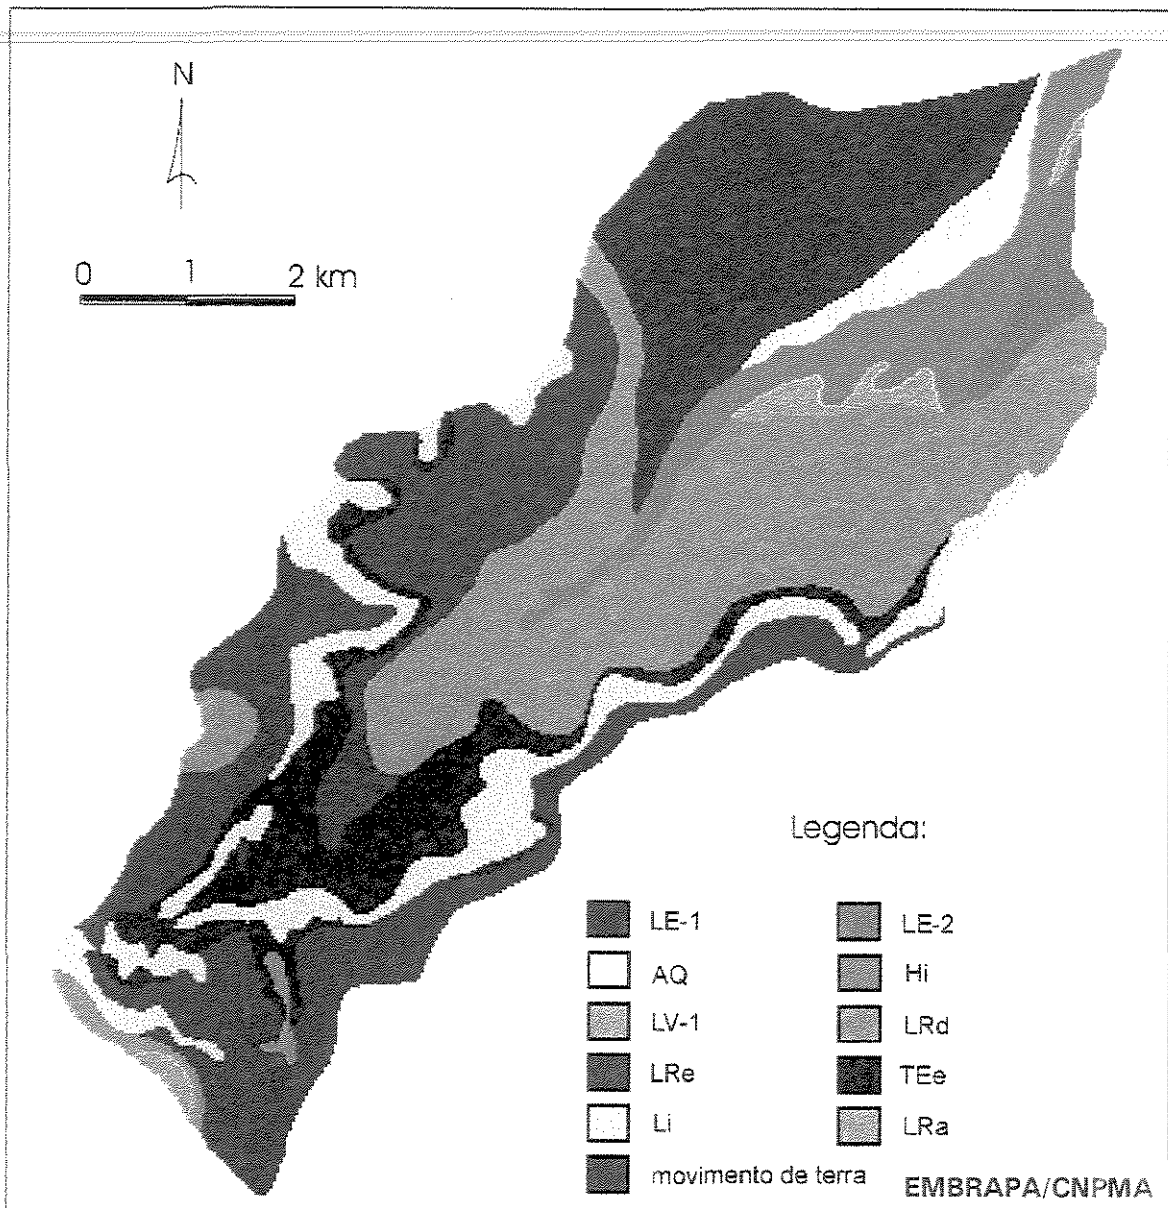 N
0 1 2 km
Legenda:
LE-1
AQ
LV-1
LRe
Li
movimento de terra
LE-2
Hi
LRd
TEe
LRa
EMBRAPA/CNPMA